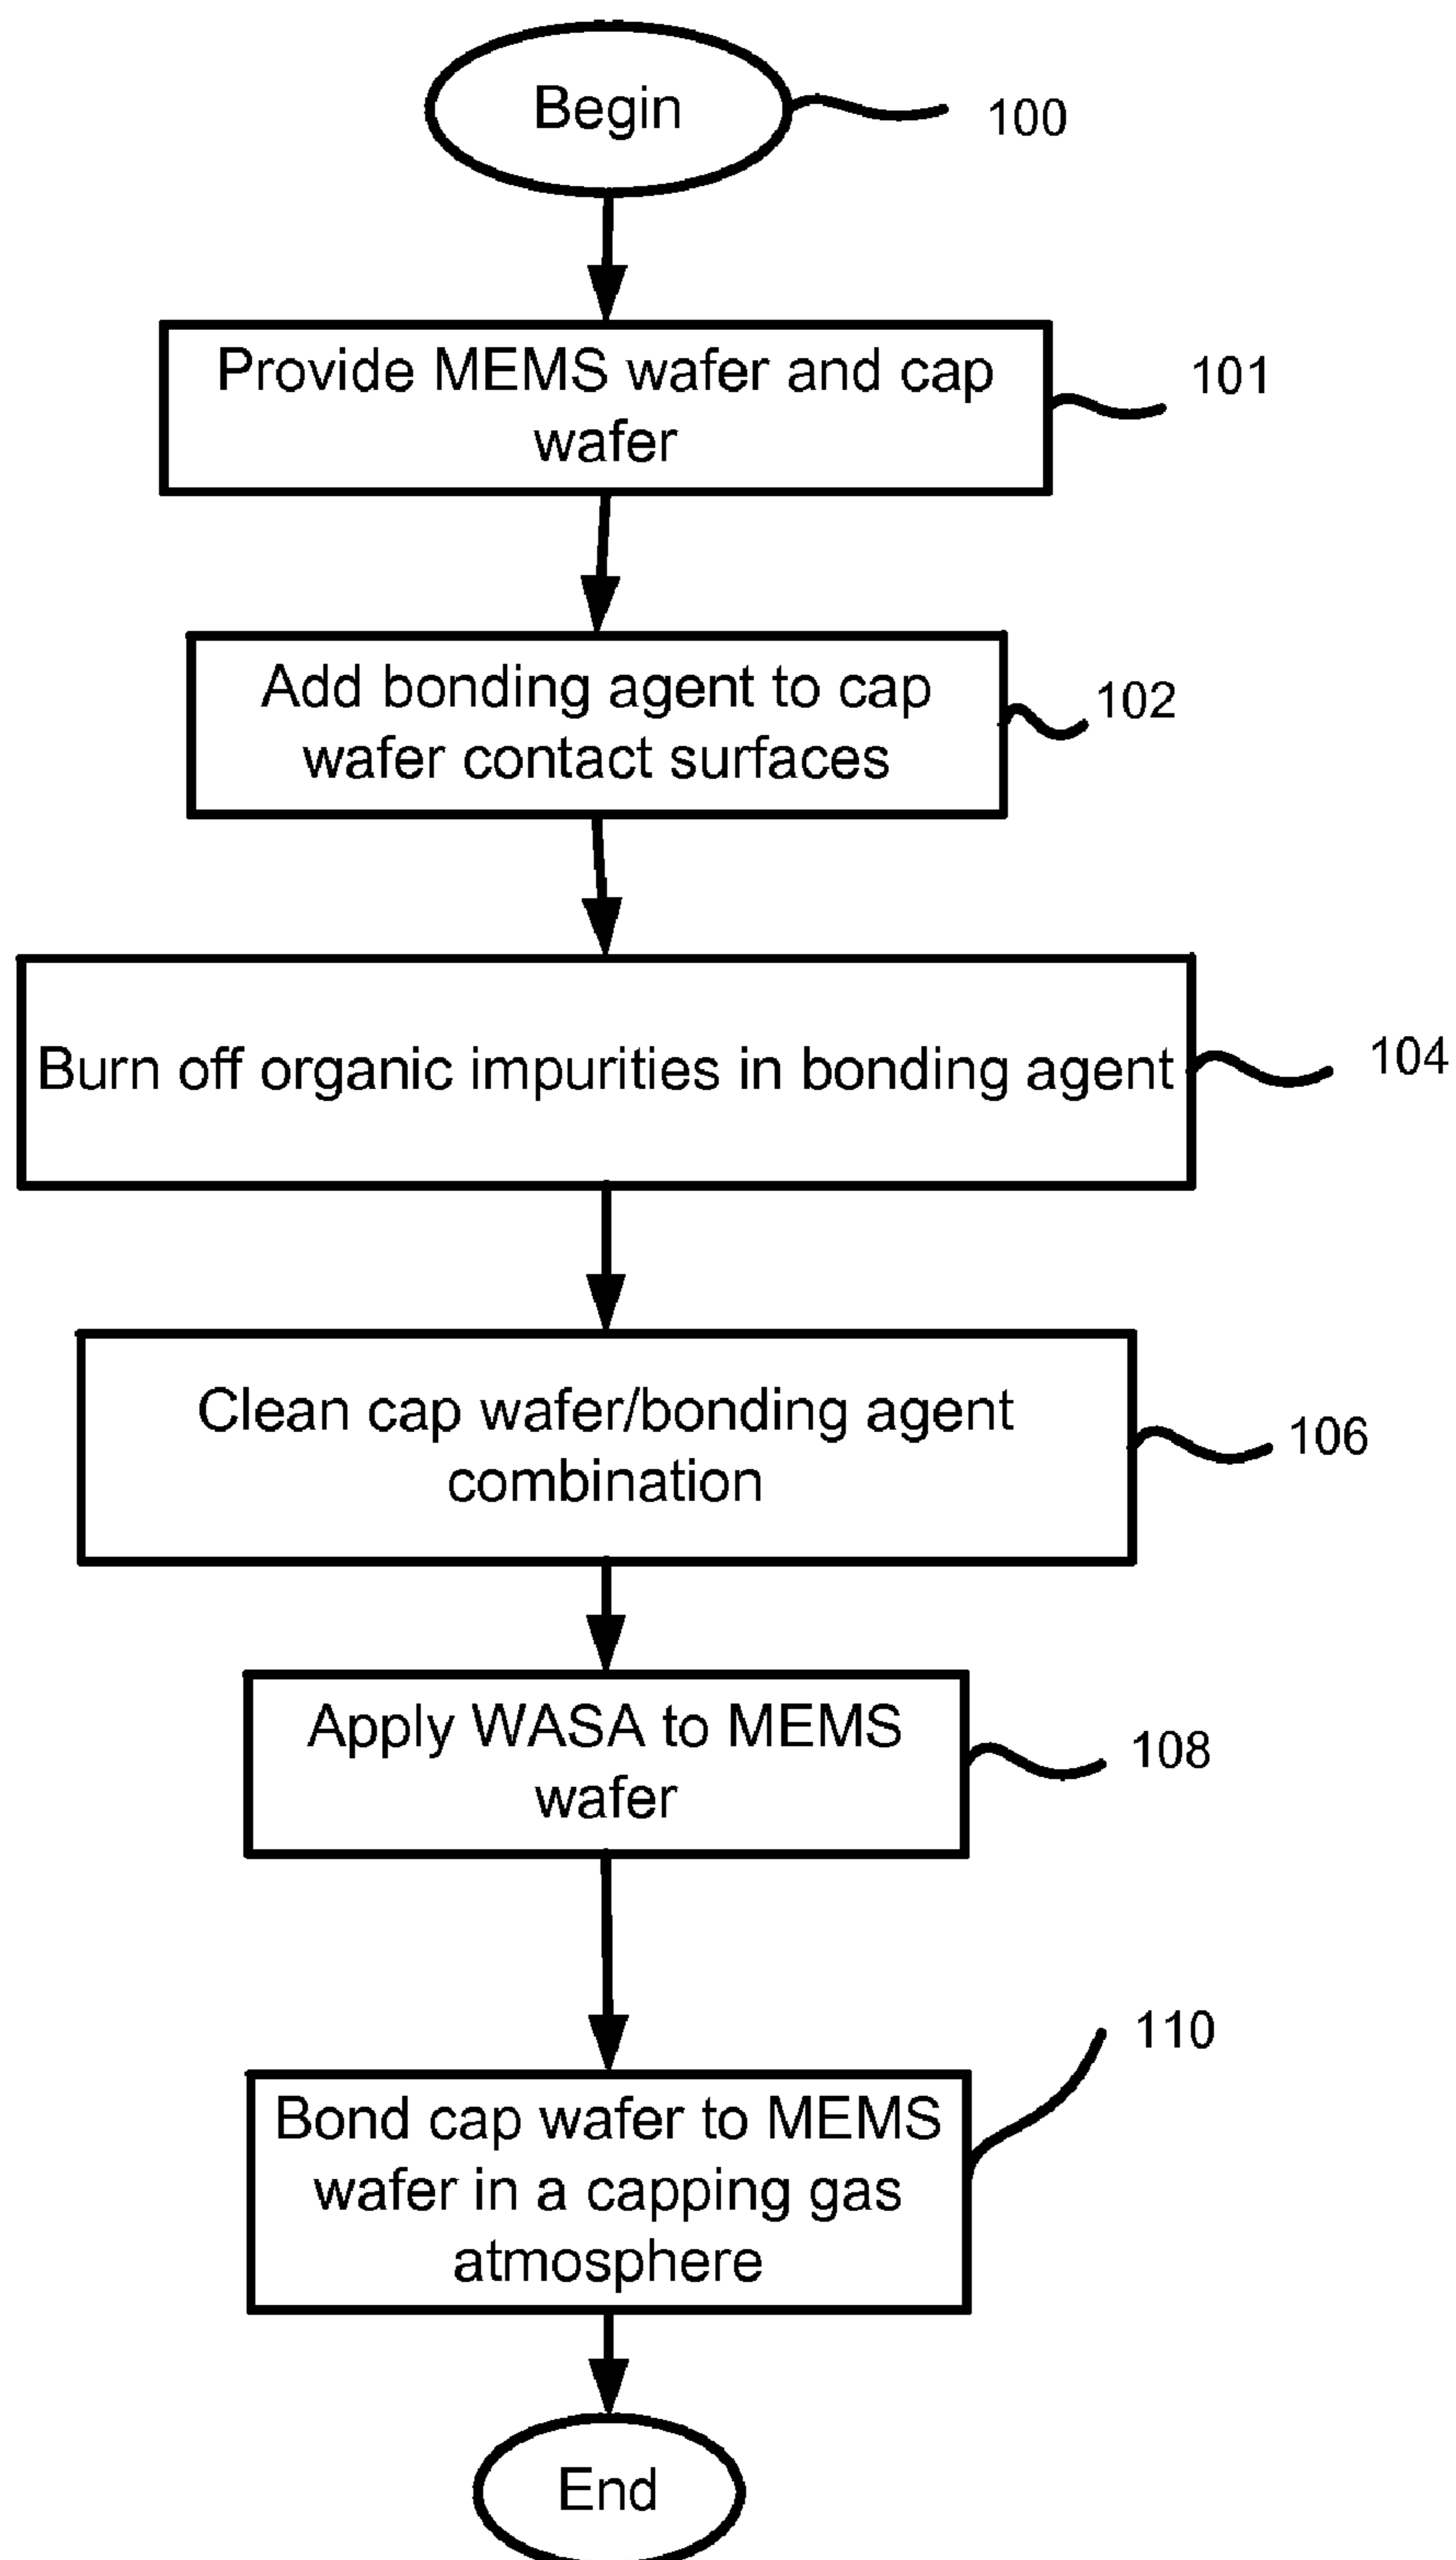 Begin
100
Provide MEMS wafer and cap
wafer
101
Add bonding agent to cap
wafer contact surfaces
102
Burn off organic impurities in bonding agent
104
Clean cap wafer/bonding agent
combination
106
Apply WASA to MEMS
wafer
108
Bond cap wafer to MEMS
wafer in a capping gas
atmosphere
110
End